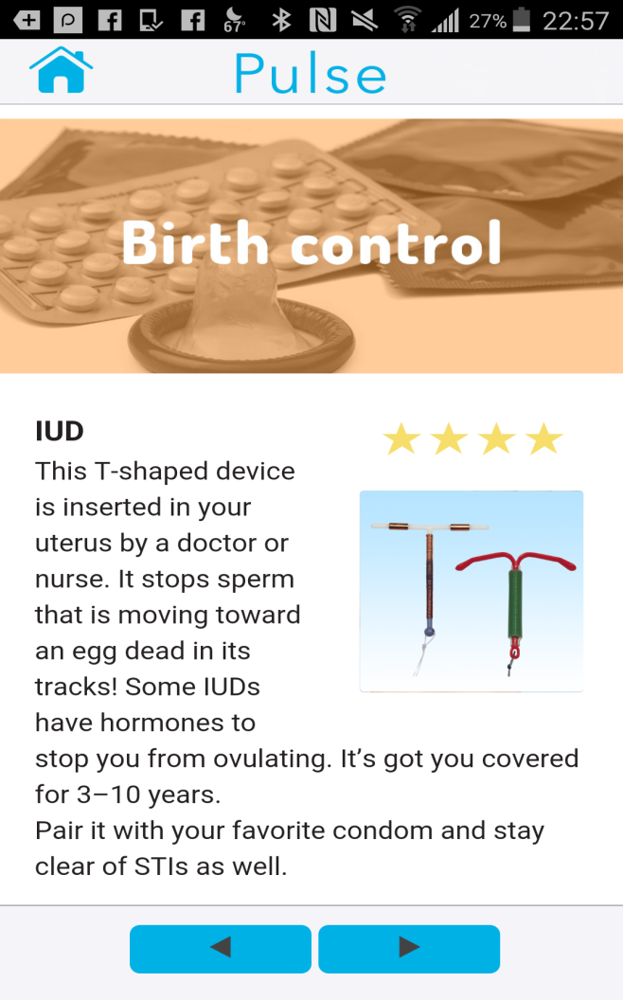 67°
27%
22:57
Pulse
Birth control
IUD
This T-shaped device
is inserted in your
uterus by a doctor or
nurse. It stops sperm
that is moving toward
an egg dead in its
tracks! Some IUDs
have hormones to
stop you from ovulating. It’s got you covered
for 3–10 years.
Pair it with your favorite condom and stay
clear of STIs as well.